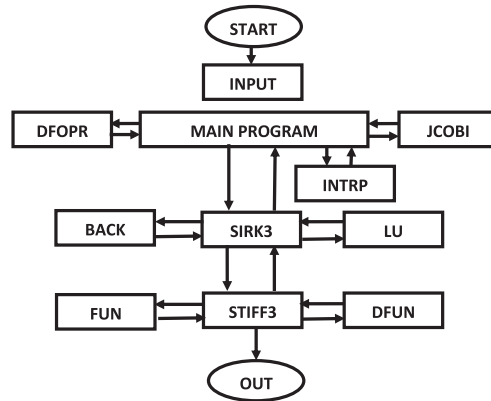 START
INPUT
DFOPR
MAIN PROGRAM
JCOBI
INTRP
BACK
SIRK3
LU
FUN
STIFF3
DFUN
OUT